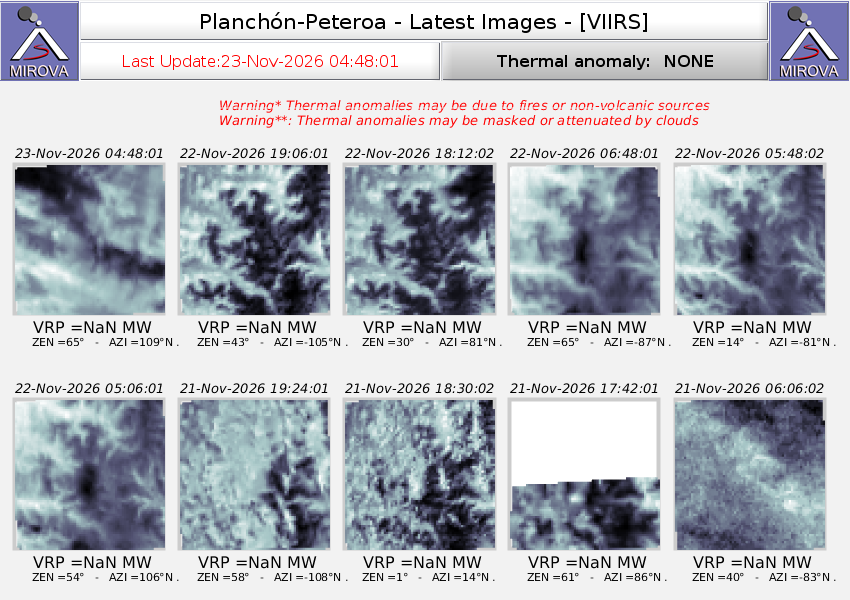 Planchón-Peteroa - Latest Images - [VIIRS]
MIROVA
Last Update:23-Nov-2026 04:48:01
Thermal anomaly: NONE
MIROVA
Warning* Thermal anomalies may be due to fires or non-volcanic sources
Warning**: Thermal anomalies may be masked or attenuated by clouds
23-Nov-2026 04:48:01
22-Nov-2026 19:06:01
22-Nov-2026 18:12:02
22-Nov-2026 06:48:01
22-Nov-2026 05:48:02
VRP =NaN MW
VRP =NaN MW
VRP =NaN MW
VRP =NaN MW
VRP =NaN MW
ZEN =65° - AZI =109°N .
ZEN =43° - AZI =-105°N .
ZEN =30° - AZI =81°N .
ZEN =65° - AZI =-87°N .
ZEN =14° - AZI =-81°N .
22-Nov-2026 05:06:01
21-Nov-2026 19:24:01
21-Nov-2026 18:30:02
21-Nov-2026 17:42:01
21-Nov-2026 06:06:02
VRP =NaN MW
VRP =NaN MW
VRP =NaN MW
VRP =NaN MW
VRP =NaN MW
ZEN =54° - AZI =106°N .
ZEN =58° - AZI =-108°N .
ZEN =1° - AZI =14°N .
ZEN =61° - AZI =86°N .
ZEN =40° - AZI =-83°N .